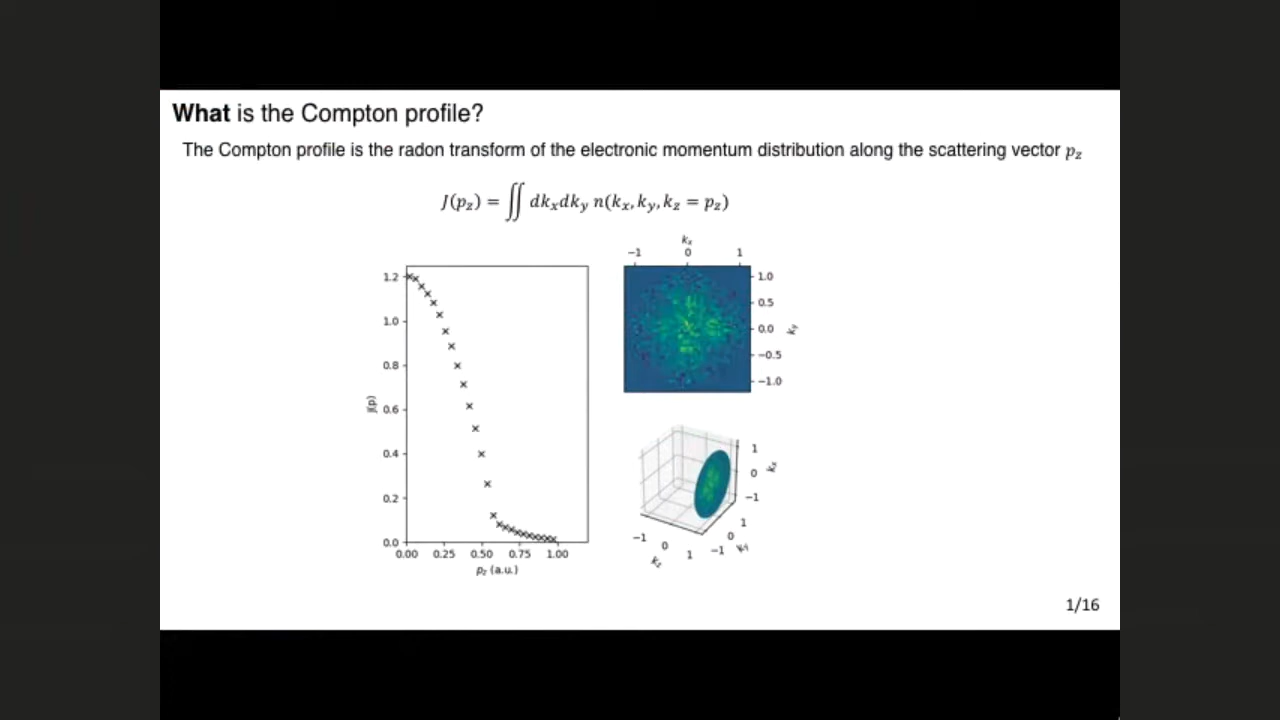 What is the Compton profile?
The Compton profile is the radon transform of the electronic momentum distribution along the scattering vector p_z
J(p_z) = ∬ dk_x dk_y n(k_x, k_y, k_z = p_z)
k_x
−1 0 1
1.0
0.5
0.0
−0.5
−1.0
k_y
1.2
1.0
0.8
0.6
0.4
0.2
0.0
J(p)
0.00 0.25 0.50 0.75 1.00
p_z (a.u.)
1
0
−1
k_x
−1 0 1
k_z
−1 0 1
k_y
1/16